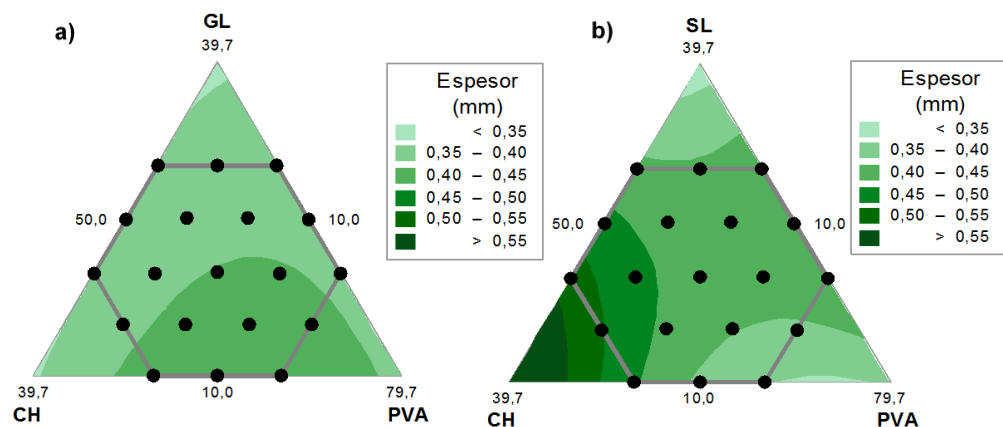 a)
GL
39,7
50,0
10,0
39,7
10,0
79,7
CH
PVA
Espesor
(mm)
< 0,35
0,35 – 0,40
0,40 – 0,45
0,45 – 0,50
0,50 – 0,55
> 0,55
b)
SL
39,7
50,0
10,0
39,7
10,0
79,7
CH
PVA
Espesor
(mm)
< 0,35
0,35 – 0,40
0,40 – 0,45
0,45 – 0,50
0,50 – 0,55
> 0,55